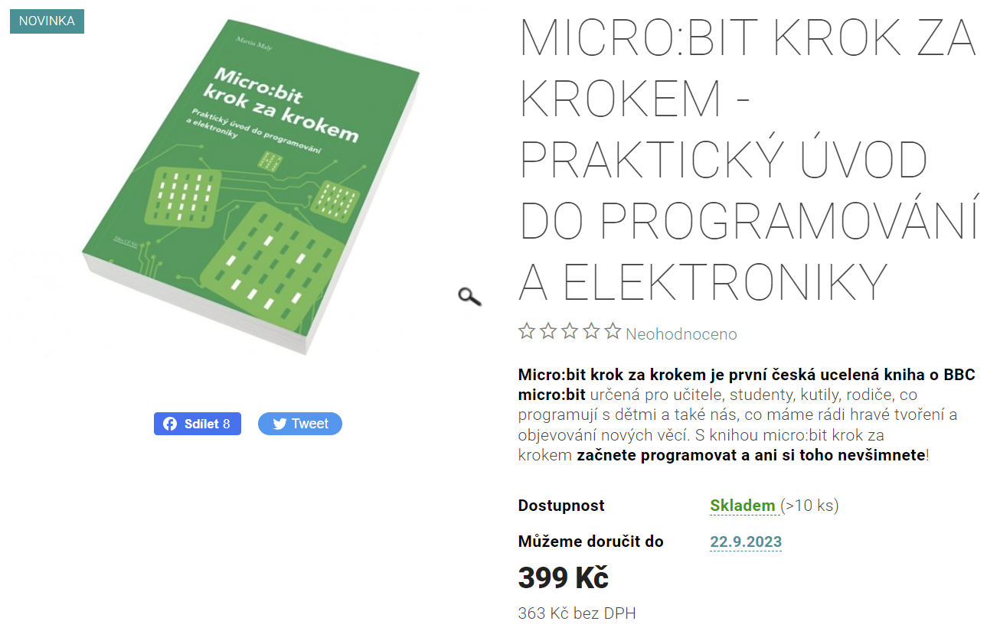 NOVINKA
Martin Malý
Micro:bit
krok za krokem
Praktický úvod do programování
a elektroniky
Edice CZ.NIC
Sdílet 8
Tweet
MICRO:BIT KROK ZA
KROKEM -
PRAKTICKÝ ÚVOD
DO PROGRAMOVÁNÍ
A ELEKTRONIKY
Neohodnoceno
Micro:bit krok za krokem je první česká ucelená kniha o BBC
micro:bit určená pro učitele, studenty, kutily, rodiče, co
programují s dětmi a také nás, co máme rádi hravé tvoření a
objevování nových věcí. S knihou micro:bit krok za
krokem začnete programovat a ani si toho nevšimnete!
Dostupnost Skladem (>10 ks)
Můžeme doručit do 22.9.2023
399 Kč
363 Kč bez DPH